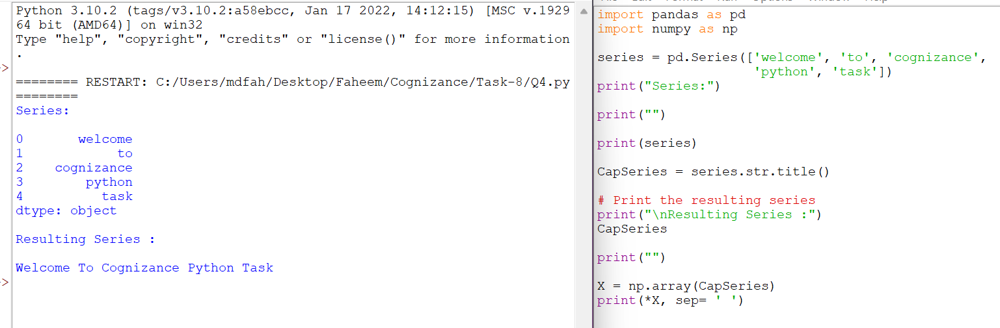 Python 3.10.2 (tags/v3.10.2:a58ebcc, Jan 17 2022, 14:12:15) [MSC v.1929
64 bit (AMD64)] on win32
Type "help", "copyright", "credits" or "license()" for more information
.
>
======== RESTART: C:/Users/mdfah/Desktop/Faheem/Cognizance/Task-8/Q4.py
========
Series:
0 welcome
1 to
2 cognizance
3 python
4 task
dtype: object
Resulting Series :
Welcome To Cognizance Python Task
>
import pandas as pd
import numpy as np
series = pd.Series(['welcome', 'to', 'cognizance',
'python', 'task'])
print("Series:")
print("")
print(series)
CapSeries = series.str.title()
# Print the resulting series
print("\nResulting Series :")
CapSeries
print("")
X = np.array(CapSeries)
print(*X, sep= ' ')